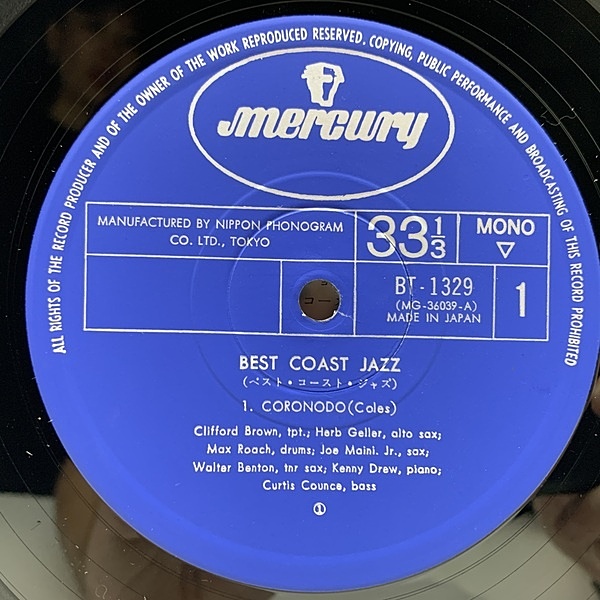 ALL RIGHTS OF THE RECORD PRODUCER AND OF THE OWNER OF THE WORK REPRODUCED RESERVED. COPYING, PUBLIC PERFORMANCE AND BROADCASTING OF THIS RECORD PROHIBITED
mercury
MANUFACTURED BY NIPPON PHONOGRAM
CO. LTD., TOKYO
33 1/3
MONO
▽
BT-1329
(MG-36039-A)
MADE IN JAPAN
1
BEST COAST JAZZ
(ベスト・コースト・ジャズ)
1. CORONODO(Coles)
Clifford Brown, tpt.; Herb Geller, alto sax;
Max Roach, drums; Joe Maini. Jr., sax;
Walter Benton, tnr sax; Kenny Drew, piano;
Curtis Counce, bass
①